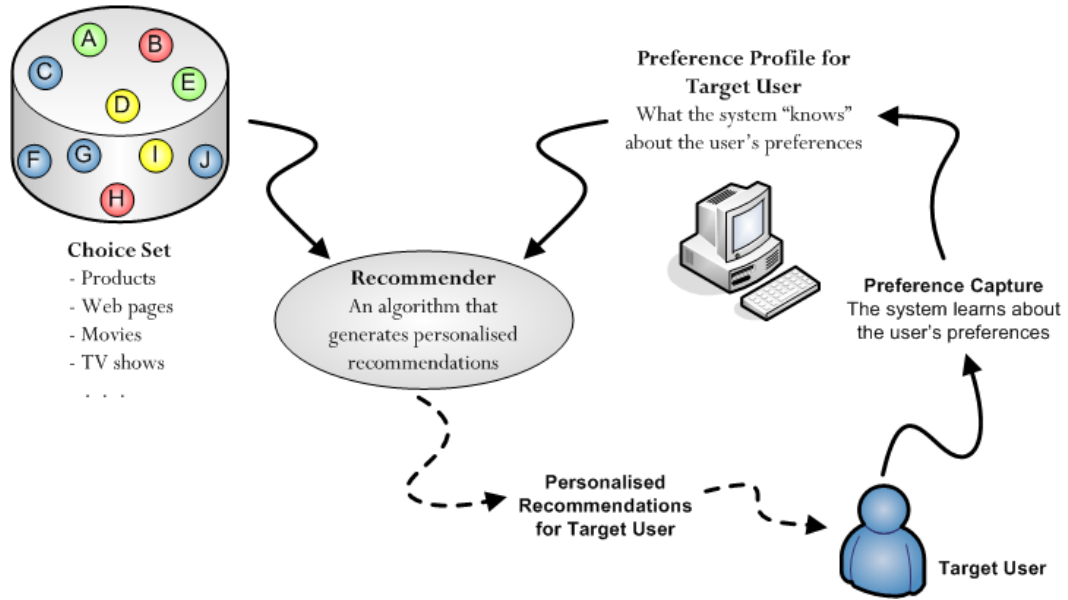 A
B
C
E
D
F
G
I
J
H
Choice Set
- Products
- Web pages
- Movies
- TV shows
. . .
Preference Profile for
Target User
What the system “knows”
about the user’s preferences
Recommender
An algorithm that
generates personalised
recommendations
Preference Capture
The system learns about
the user's preferences
Personalised
Recommendations
for Target User
Target User